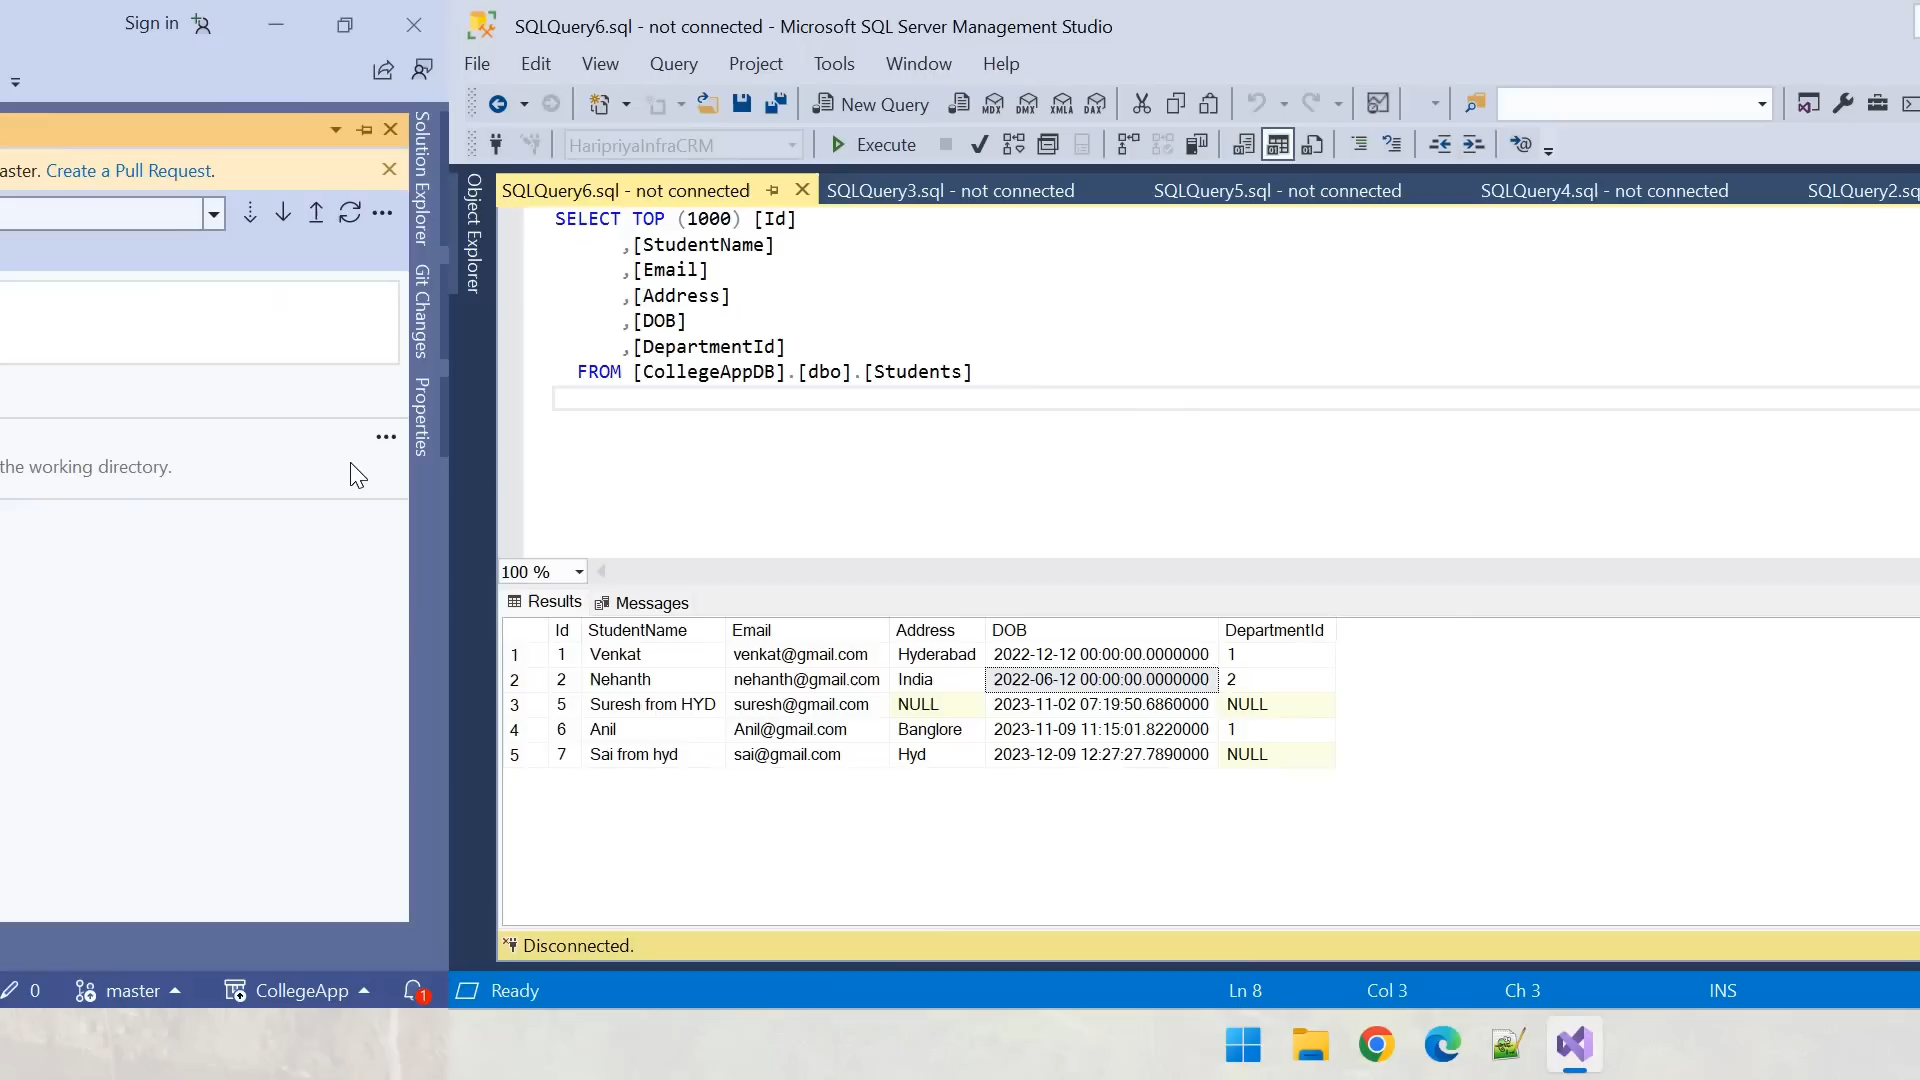 Sign in
aster. Create a Pull Request.
Solution Explorer
Git Changes
Properties
the working directory.
0
master
CollegeApp
1
SQLQuery6.sql - not connected - Microsoft SQL Server Management Studio
File Edit View Query Project Tools Window Help
New Query MDX DMX XMLA DAX
HaripriyaInfraCRM Execute
Object Explorer
SQLQuery6.sql - not connected SQLQuery3.sql - not connected SQLQuery5.sql - not connected SQLQuery4.sql - not connected SQLQuery2.sq
SELECT TOP (1000) [Id]
,[StudentName]
,[Email]
,[Address]
,[DOB]
,[DepartmentId]
FROM [CollegeAppDB].[dbo].[Students]
100 %
Results Messages
Id StudentName Email Address DOB DepartmentId
1 1 Venkat venkat@gmail.com Hyderabad 2022-12-12 00:00:00.0000000 1
2 2 Nehanth nehanth@gmail.com India 2022-06-12 00:00:00.0000000 2
3 5 Suresh from HYD suresh@gmail.com NULL 2023-11-02 07:19:50.6860000 NULL
4 6 Anil Anil@gmail.com Banglore 2023-11-09 11:15:01.8220000 1
5 7 Sai from hyd sai@gmail.com Hyd 2023-12-09 12:27:27.7890000 NULL
Disconnected.
Ready Ln 8 Col 3 Ch 3 INS